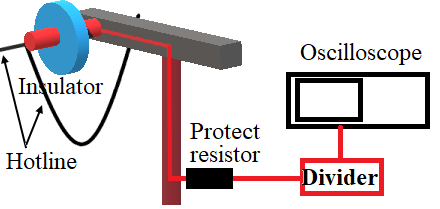 Oscilloscope
Insulator
Protect
resistor
Hotline
Divider